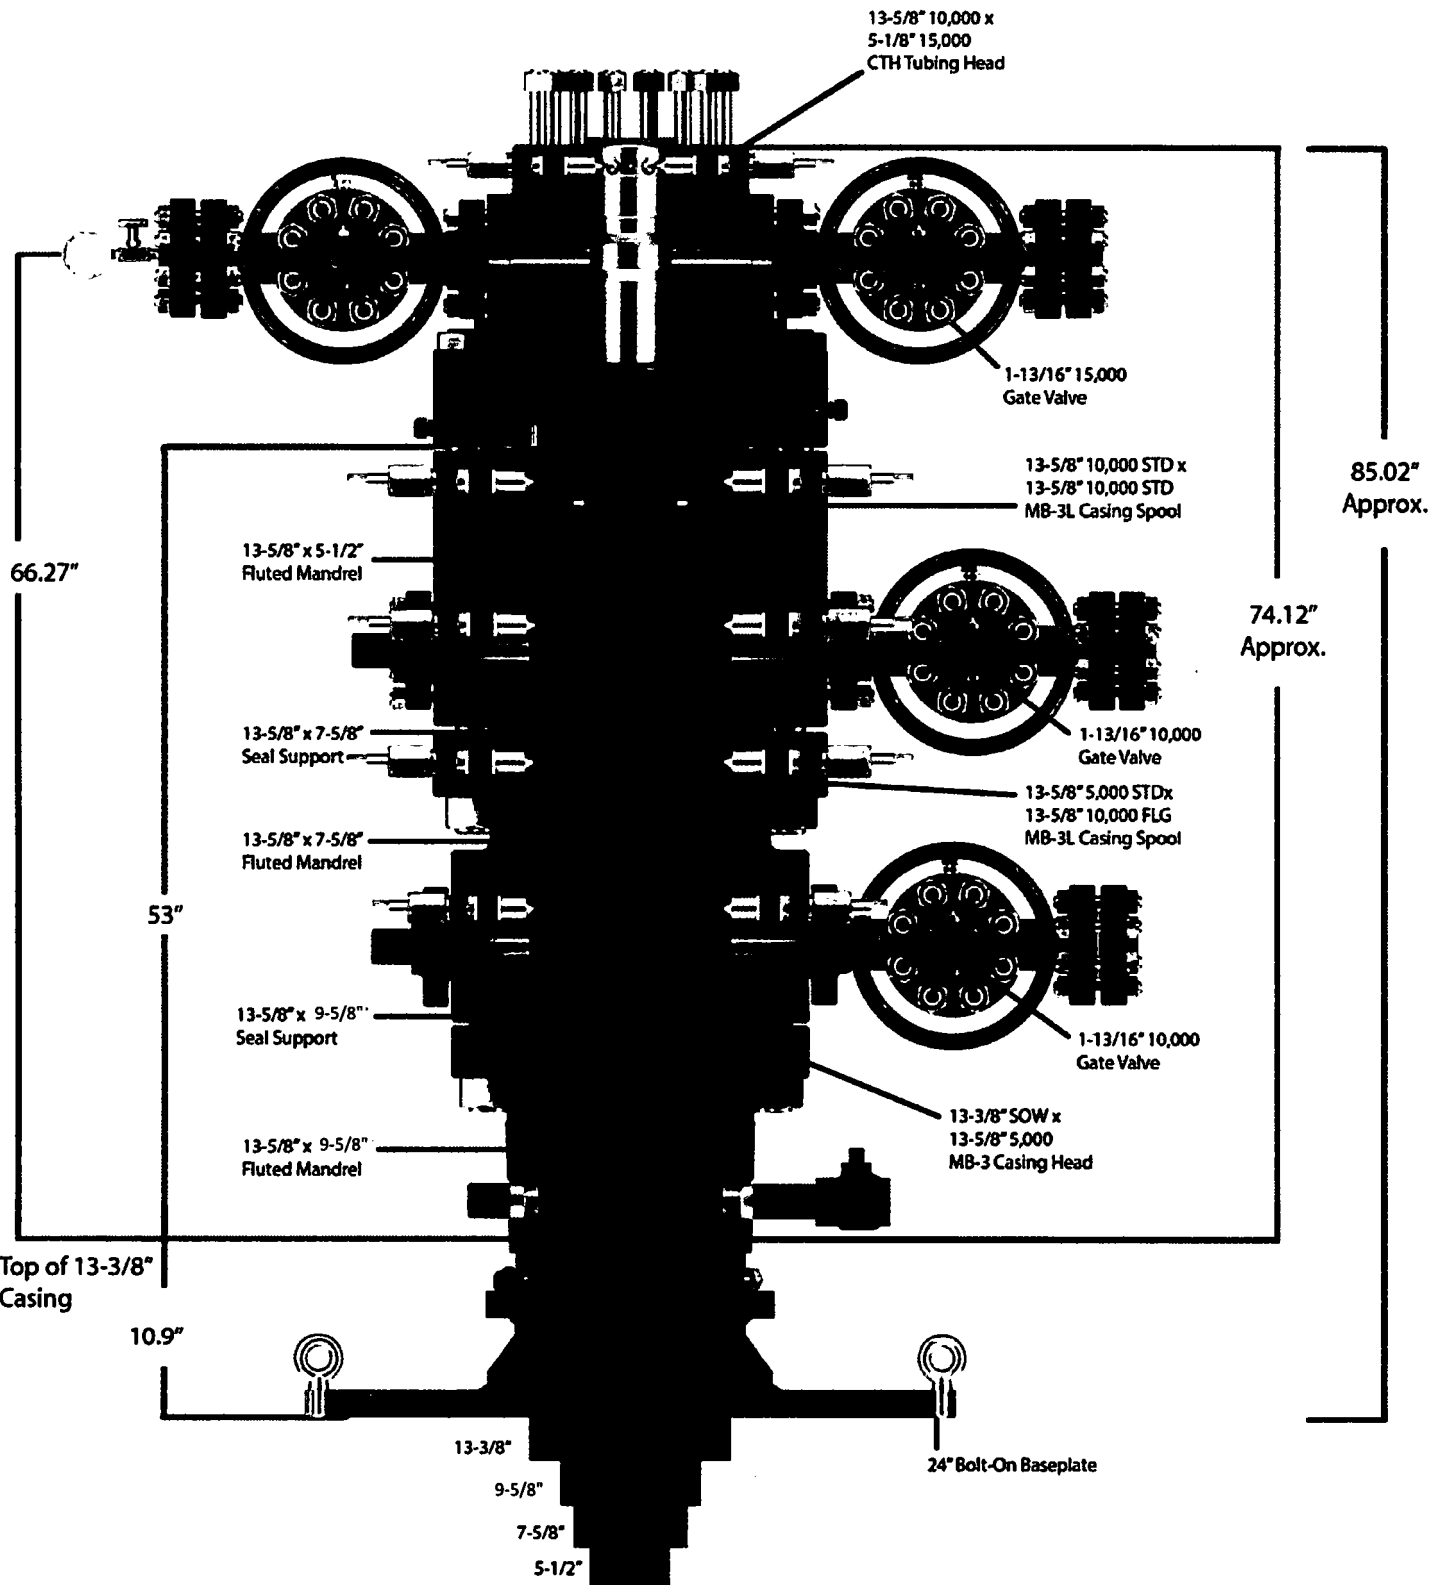 13-5/8" 10,000 x
5-1/8" 15,000
CTH Tubing Head
1-13/16" 15,000
Gate Valve
85.02"
Approx.
13-5/8" 10,000 STD x
13-5/8" 10,000 STD
MB-3L Casing Spool
13-5/8" x 5-1/2"
Fluted Mandrel
66.27"
74.12"
Approx.
13-5/8" x 7-5/8"
Seal Support
1-13/16" 10,000
Gate Valve
13-5/8" 5,000 STDx
13-5/8" 10,000 FLG
MB-3L Casing Spool
13-5/8" x 7-5/8"
Fluted Mandrel
53"
13-5/8" x 9-5/8"
Seal Support
1-13/16" 10,000
Gate Valve
13-3/8" SOW x
13-5/8" 5,000
MB-3 Casing Head
13-5/8" x 9-5/8"
Fluted Mandrel
Top of 13-3/8"
Casing
10.9"
13-3/8"
24" Bolt-On Baseplate
9-5/8"
7-5/8"
5-1/2"